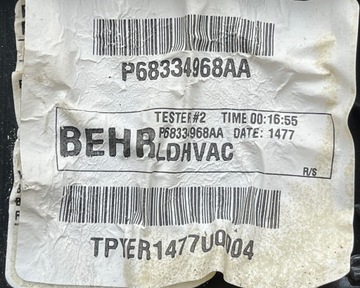 P68334968AA
TESTER#2 TIME 00:16:55
BEHR P68334968AA DATE: 1477
LDHVAC
R/S